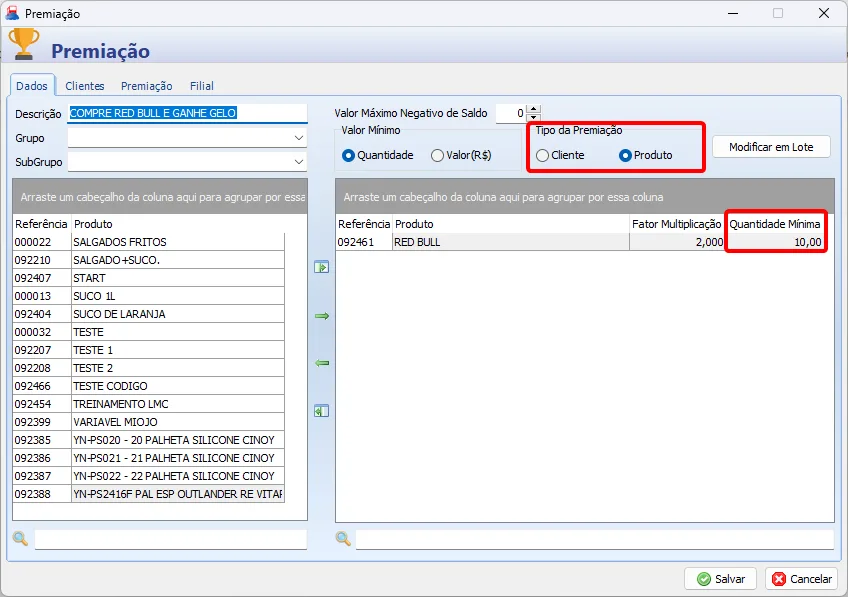 Premiação
Premiação
Dados Clientes Premiação Filial
Descrição COMPRE RED BULL E GANHE GELO
Grupo
SubGrupo
Valor Máximo Negativo de Saldo 0
Valor Mínimo
Quantidade Valor(R$)
Tipo da Premiação
Cliente Produto
Modificar em Lote
Arraste um cabeçalho da coluna aqui para agrupar por essa
Referência Produto
000022 SALGADOS FRITOS
092210 SALGADO+SUCO.
092407 START
000013 SUCO 1L
092404 SUCO DE LARANJA
000032 TESTE
092207 TESTE 1
092208 TESTE 2
092466 TESTE CODIGO
092454 TREINAMENTO LMC
092399 VARIAVEL MIOJO
092385 YN-PS020 - 20 PALHETA SILICONE CINOY
092386 YN-PS021 - 21 PALHETA SILICONE CINOY
092387 YN-PS022 - 22 PALHETA SILICONE CINOY
092388 YN-PS2416F PAL ESP OUTLANDER RE VITAR
Arraste um cabeçalho da coluna aqui para agrupar por essa coluna
Referência Produto Fator Multiplicação Quantidade Mínima
092461 RED BULL 2,000 10,00
Salvar Cancelar